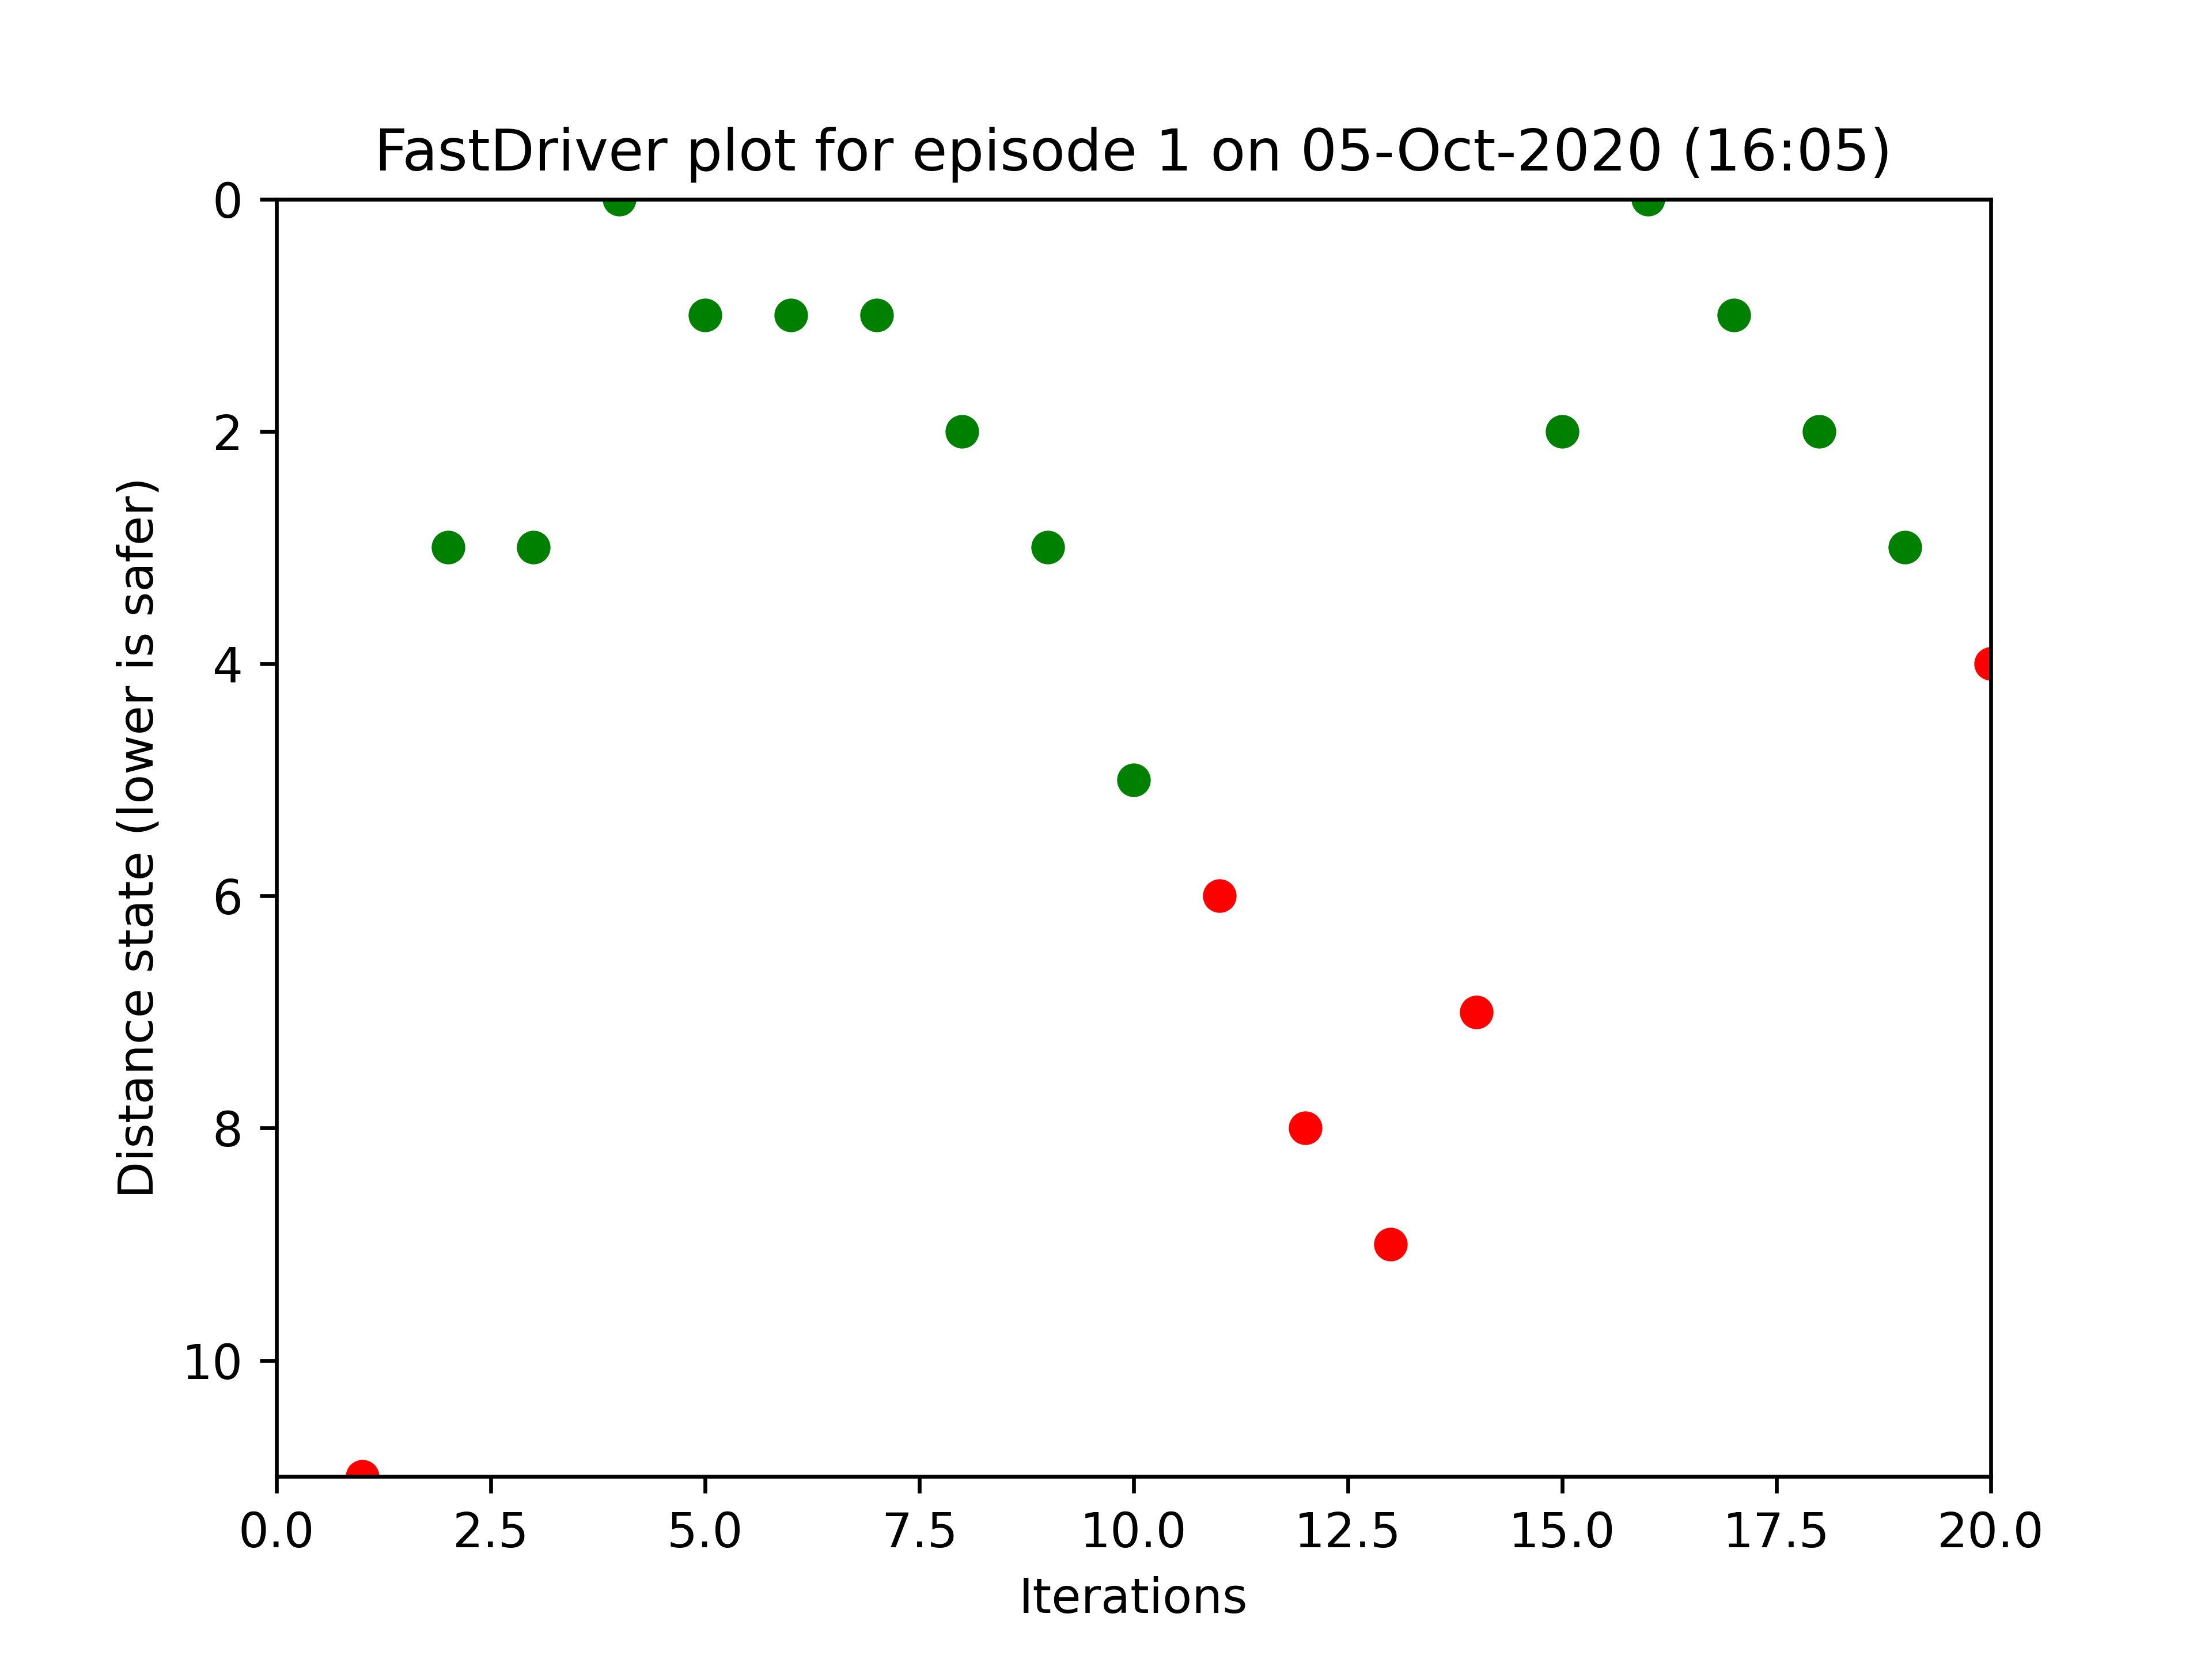 FastDriver plot for episode 1 on 05-Oct-2020 (16:05)
0
2
4
6
8
10
Distance state (lower is safer)
0.0 2.5 5.0 7.5 10.0 12.5 15.0 17.5 20.0
Iterations